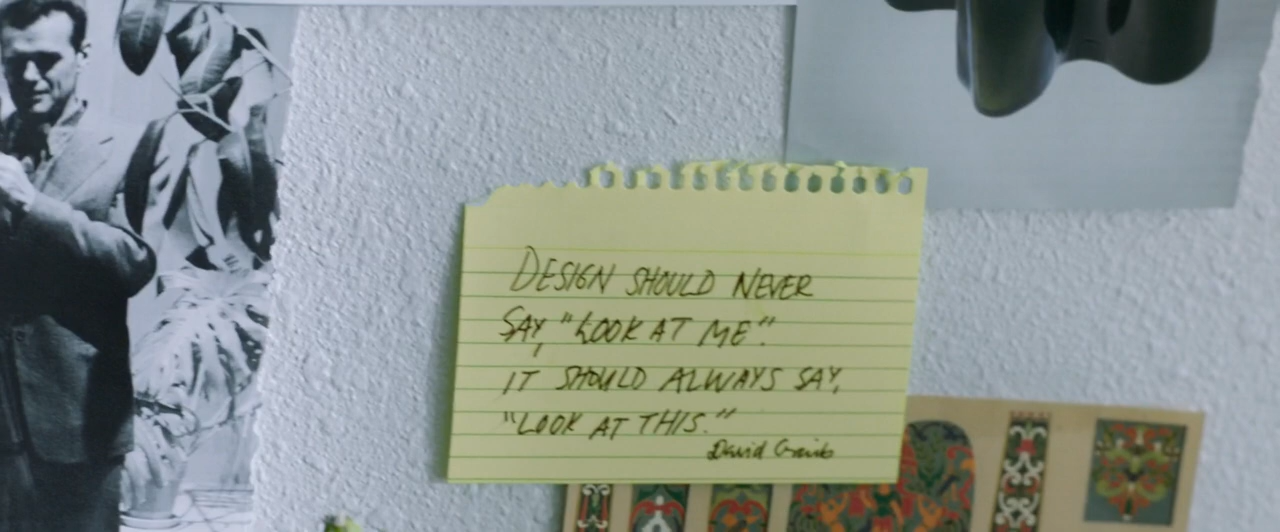 DESIGN SHOULD NEVER
SAY, "LOOK AT ME".
IT SHOULD ALWAYS SAY,
"LOOK AT THIS."
David Craib